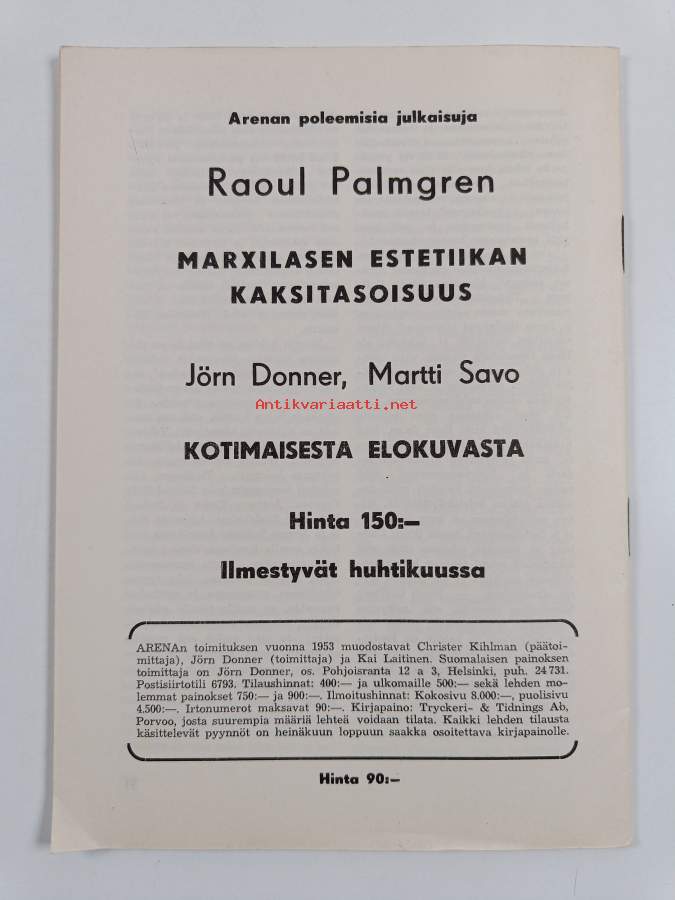 Arenan poleemisia julkaisuja
Raoul Palmgren
MARXILASEN ESTETIIKAN
KAKSITASOISUUS
Jörn Donner, Martti Savo
Antikvariaatti.net
KOTIMAISESTA ELOKUVASTA
Hinta 150:—
Ilmestyvät huhtikuussa
ARENAn toimituksen vuonna 1953 muodostavat Christer Kihlman (päätoi-
mittaja), Jörn Donner (toimittaja) ja Kai Laitinen. Suomalaisen painoksen
toimittaja on Jörn Donner, os. Pohjoisranta 12 a 3, Helsinki, puh. 24 731.
Postisiirtotili 6793. Tilaushinnat: 400:— ja ulkomaille 500:— sekä lehden mo-
lemmat painokset 750:— ja 900:—. Ilmoitushinnat: Kokosivu 8.000:—, puolisivu
4.500:—. Irtonumerot maksavat 90:—. Kirjapaino: Tryckeri- & Tidnings Ab,
Porvoo, josta suurempia määriä lehteä voidaan tilata. Kaikki lehden tilausta
käsittelevät pyynnöt on heinäkuun loppuun saakka osoitettava kirjapainolle.
Hinta 90:—